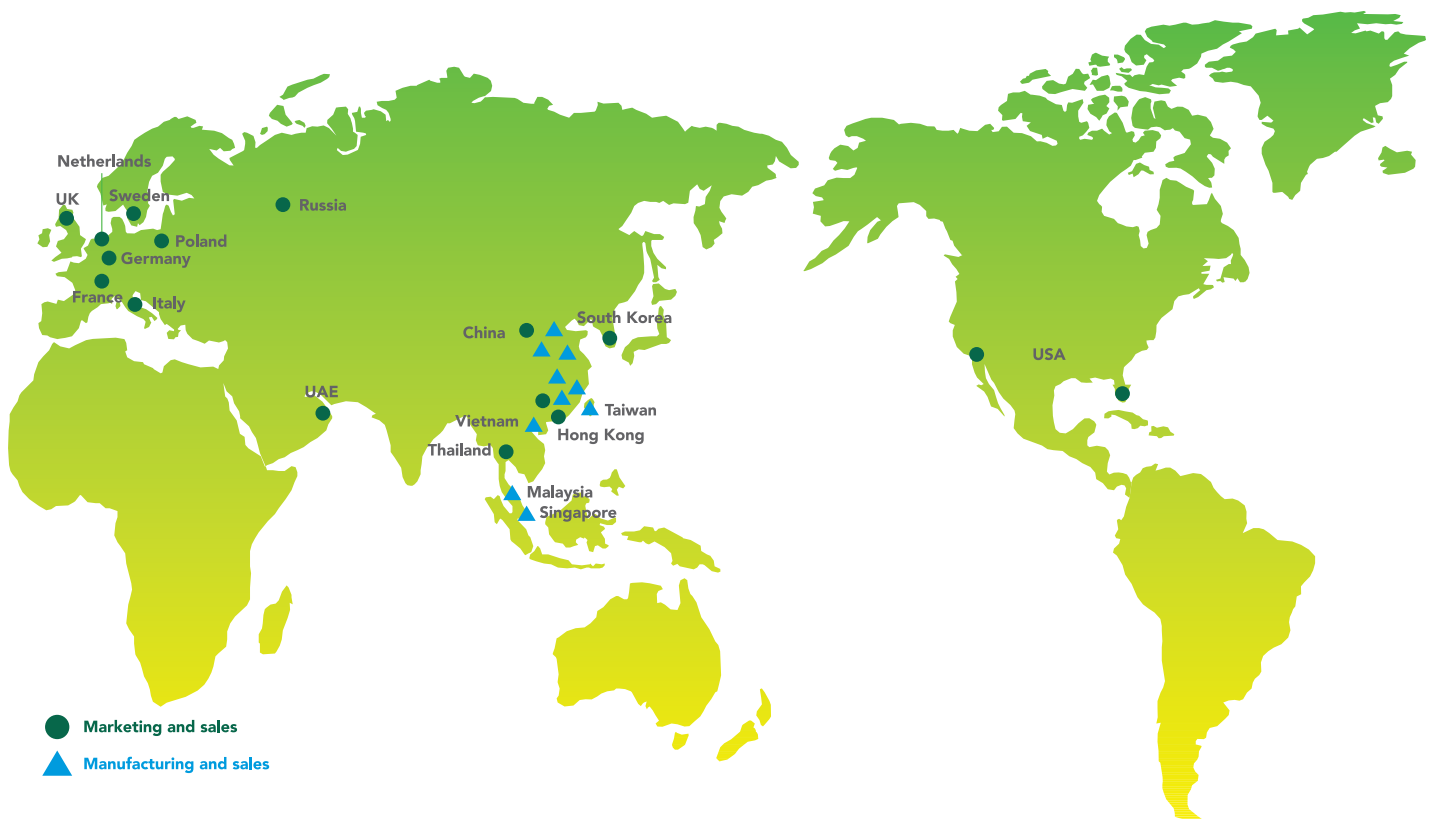 Netherlands
UK
Sweden
Russia
Poland
Germany
France
Italy
China
South Korea
USA
UAE
Taiwan
Vietnam
Hong Kong
Thailand
Malaysia
Singapore
Marketing and sales
Manufacturing and sales